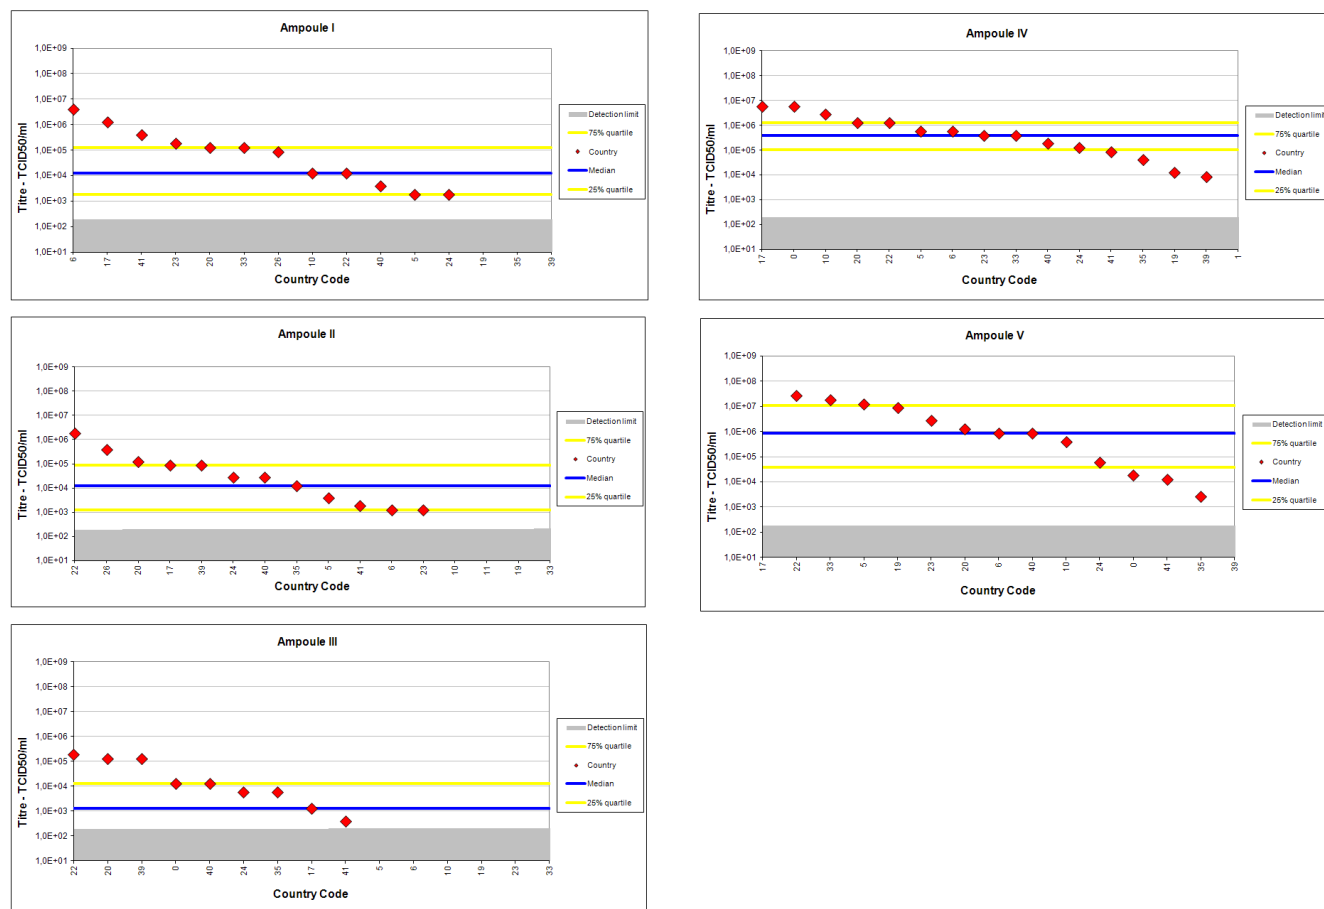 Ampoule I
Titre - TCID50/ml
1,0E+09
1,0E+08
1,0E+07
1,0E+06
1,0E+05
1,0E+04
1,0E+03
1,0E+02
1,0E+01
6 17 41 23 20 33 26 10 22 40 5 24 19 35 39
Country Code
Detection limit
75% quartile
Country
Median
25% quartile
Ampoule IV
Titre - TCID50/ml
1,0E+09
1,0E+08
1,0E+07
1,0E+06
1,0E+05
1,0E+04
1,0E+03
1,0E+02
1,0E+01
17 0 10 20 22 5 6 23 33 40 24 41 35 19 39 1
Country Code
Detection limit
75% quartile
Country
Median
25% quartile
Ampoule II
Titre - TCID50/ml
1,0E+09
1,0E+08
1,0E+07
1,0E+06
1,0E+05
1,0E+04
1,0E+03
1,0E+02
1,0E+01
22 26 20 17 39 24 40 35 5 41 6 23 10 11 19 33
Country Code
Detection limit
75% quartile
Country
Median
25% quartile
Ampoule V
Titre - TCID50/ml
1,0E+09
1,0E+08
1,0E+07
1,0E+06
1,0E+05
1,0E+04
1,0E+03
1,0E+02
1,0E+01
17 22 33 5 19 23 20 6 40 10 24 0 41 35 39
Country Code
Detection limit
75% quartile
Country
Median
25% quartile
Ampoule III
Titre - TCID50/ml
1,0E+09
1,0E+08
1,0E+07
1,0E+06
1,0E+05
1,0E+04
1,0E+03
1,0E+02
1,0E+01
22 20 39 0 40 24 35 17 41 5 6 10 19 23 33
Country Code
Detection limit
75% quartile
Country
Median
25% quartile